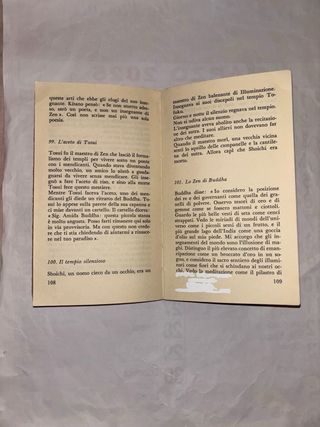 queste arti che ebbe gli elogi del suo inse-
gnante. Kitano pensò: « Se non smetto ades-
so, sarò un poeta, e non un insegnante di
Zen ». Così non scrisse mai più una sola
poesia.
99. L'aceto di Tosui
Tosui fu il maestro di Zen che lasciò il forma-
lismo dei templi per vivere sotto un ponte
con i mendicanti. Quando stava diventando
molto vecchio, un amico lo aiutò a guada-
gnarsi da vivere senza mendicare. Gli insegnò
come fare l'aceto di riso, e sino alla morte
Tosui fece questo mestiere.
Mentre Tosui faceva l'aceto, uno dei mendi-
canti gli diede un ritratto del Buddha. Tosui
lo appese a una parete della sua capanna e
ci mise davanti un cartello. Il cartello diceva:
« Sig. Amida Buddha: questa piccola stanza
è molto angusta. Posso farti rimanere qui solo
in via provvisoria. Ma con questo non credere
che ti stia chiedendo di aiutarmi a rinascere
nel tuo paradiso ».
100. Il tempio silenzioso
Shoichi, un uomo cieco da un occhio, era un
108
maestro di Zen balenante di Illuminazione.
Insegnava ai suoi discepoli nel tempio To-
fuku.
Giorno e notte il silenzio regnava nel tempio.
Non si udiva alcun suono.
L'insegnante aveva abolito anche la recitazio-
ne dei sutra. I suoi allievi non dovevano far
altro che meditare.
Quando il maestro morì, una vecchia vicina
sentì lo squillo delle campanelle e la cantile-
na dei sutra. Allora capì che Shoichi se n'era
andato.
101. Lo Zen di Buddha
Buddha disse: « Io considero la posizione
dei re e dei governanti come quella dei gra-
nelli di polvere. Osservo tesori di oro e di
gemme come se fossero mattoni e ciottoli.
Guardo le più belle vesti di seta come cenci
sbrindellati. Vedo le miriadi di mondi dell'uni-
verso come piccoli semi di un frutto, e il
più grande lago dell'India come una goccia
d'olio sul mio piede. Mi accorgo che gli inse-
gnamenti del mondo sono l'illusione di ma-
ghi. Distinguo il più elevato concetto di eman-
cipazione come un broccato d'oro in un so-
gno, e considero il sacro sentiero degli illumi-
nati come fiori che si schiudano ai nostri oc-
chi. Vedo la meditazione come il pilastro di
109